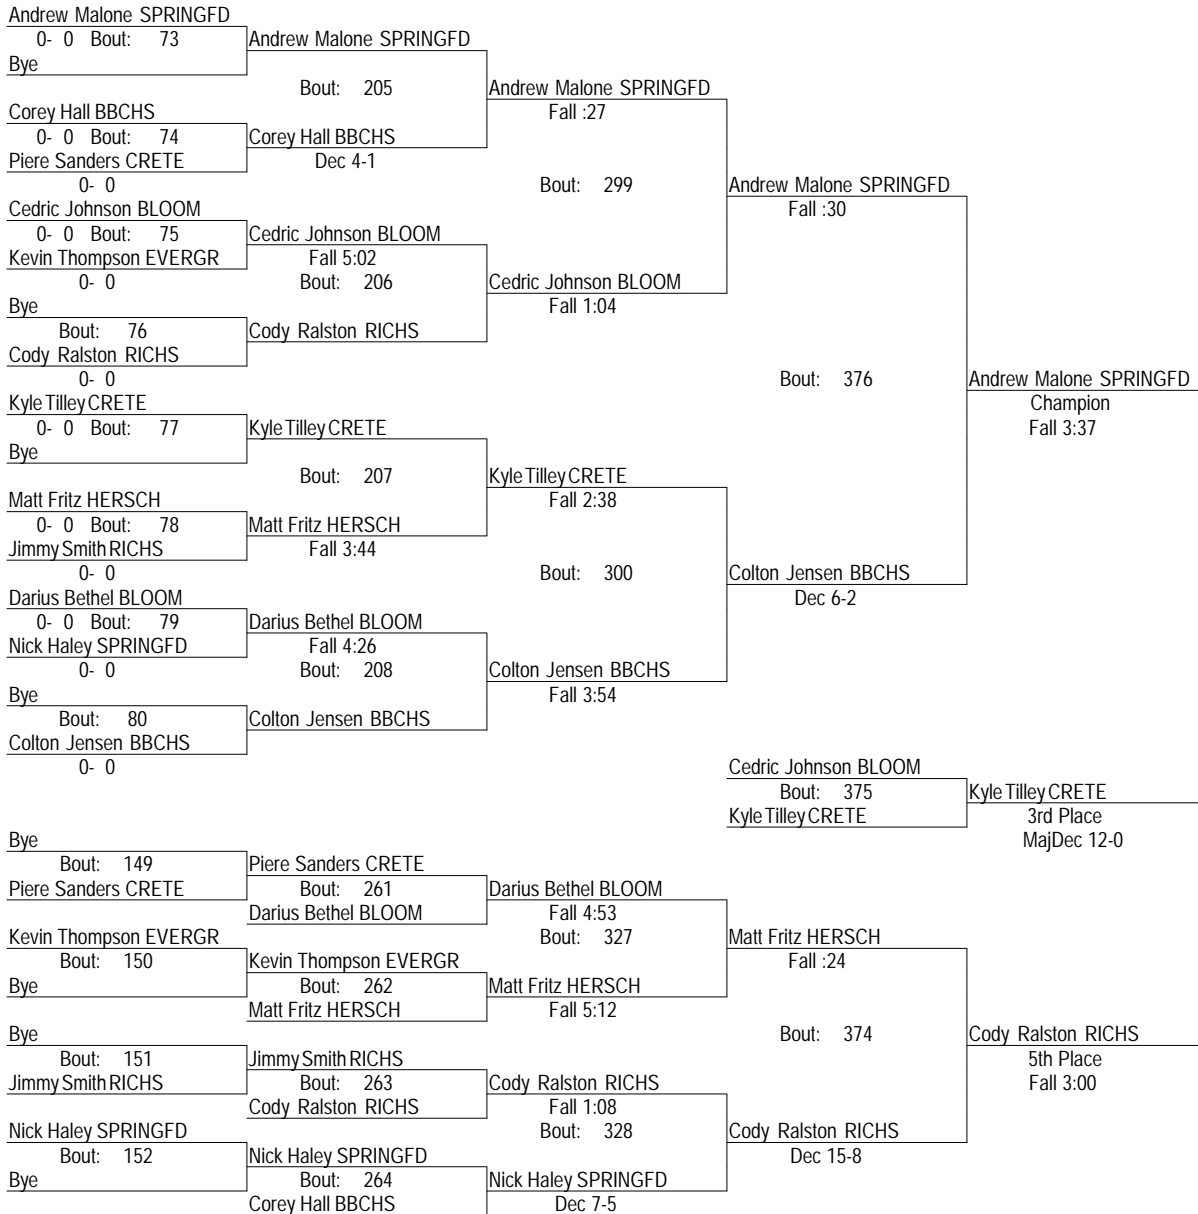 Andrew Malone SPRINGFD
0- 0 Bout: 73 Andrew Malone SPRINGFD
Bye
Bout: 205 Andrew Malone SPRINGFD
Corey Hall BBCHS Fall :27
0- 0 Bout: 74 Corey Hall BBCHS
Piere Sanders CRETE Dec 4-1
0- 0 Bout: 299 Andrew Malone SPRINGFD
Cedric Johnson BLOOM Fall :30
0- 0 Bout: 75 Cedric Johnson BLOOM
Kevin Thompson EVERGR Fall 5:02
0- 0 Bout: 206 Cedric Johnson BLOOM
Bye Fall 1:04
Bout: 76 Cody Ralston RICHS
Cody Ralston RICHS
0- 0 Bout: 376 Andrew Malone SPRINGFD
Kyle Tilley CRETE Champion
0- 0 Bout: 77 Kyle Tilley CRETE Fall 3:37
Bye
Bout: 207 Kyle Tilley CRETE
Matt Fritz HERSCH Fall 2:38
0- 0 Bout: 78 Matt Fritz HERSCH
Jimmy Smith RICHS Fall 3:44
0- 0 Bout: 300 Colton Jensen BBCHS
Darius Bethel BLOOM Dec 6-2
0- 0 Bout: 79 Darius Bethel BLOOM
Nick Haley SPRINGFD Fall 4:26
0- 0 Bout: 208 Colton Jensen BBCHS
Bye Fall 3:54
Bout: 80 Colton Jensen BBCHS
Colton Jensen BBCHS
0- 0 Cedric Johnson BLOOM
Bout: 375 Kyle Tilley CRETE
Kyle Tilley CRETE 3rd Place
Bye MajDec 12-0
Bout: 149 Piere Sanders CRETE
Piere Sanders CRETE Bout: 261 Darius Bethel BLOOM
Darius Bethel BLOOM Fall 4:53
Kevin Thompson EVERGR Bout: 327 Matt Fritz HERSCH
Bout: 150 Kevin Thompson EVERGR Fall :24
Bye Bout: 262 Matt Fritz HERSCH
Matt Fritz HERSCH Fall 5:12
Bye Bout: 374 Cody Ralston RICHS
Bout: 151 Jimmy Smith RICHS 5th Place
Jimmy Smith RICHS Bout: 263 Cody Ralston RICHS Fall 3:00
Cody Ralston RICHS Fall 1:08
Nick Haley SPRINGFD Bout: 328 Cody Ralston RICHS
Bout: 152 Nick Haley SPRINGFD Dec 15-8
Bye Bout: 264 Nick Haley SPRINGFD
Corey Hall BBCHS Dec 7-5